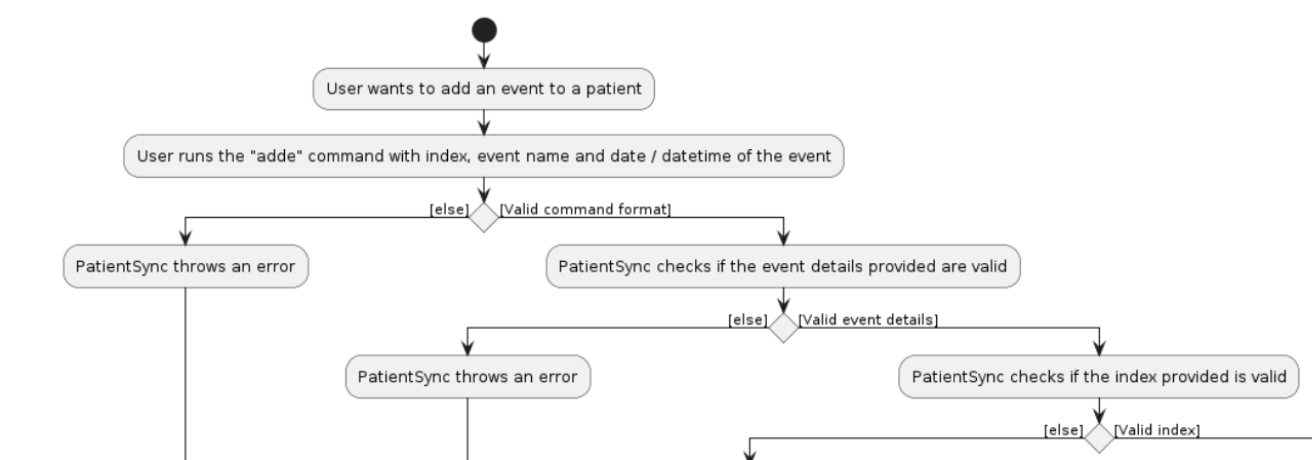 User wants to add an event to a patient
User runs the "adde" command with index, event name and date / datetime of the event
[else]
[Valid command format]
PatientSync throws an error
PatientSync checks if the event details provided are valid
[else]
[Valid event details]
PatientSync throws an error
PatientSync checks if the index provided is valid
[else]
[Valid index]